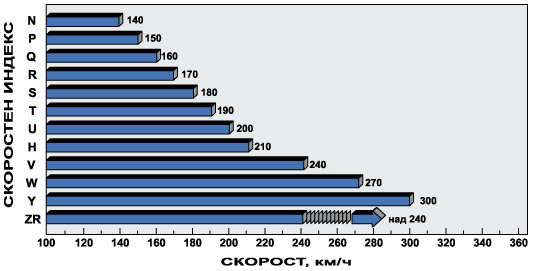 СКОРОСТЕН ИНДЕКС
N 140
P 150
Q 160
R 170
S 180
T 190
U 200
H 210
V 240
W 270
Y 300
ZR над 240
100 120 140 160 180 200 220 240 260 280 300 320 340 360
СКОРОСТ, км/ч